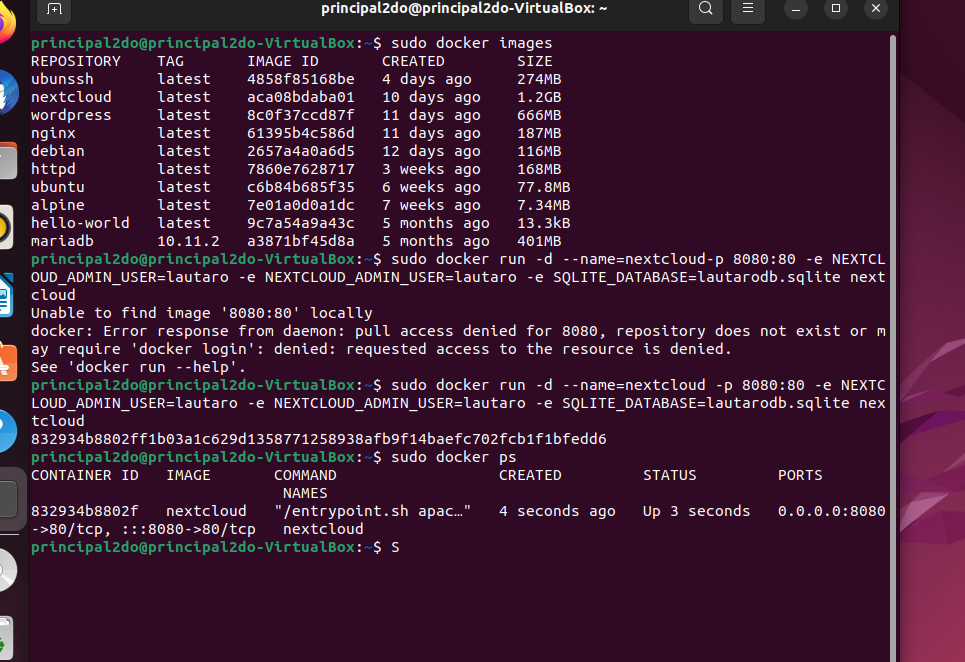 principal2do@principal2do-VirtualBox: ~
principal2do@principal2do-VirtualBox:~$ sudo docker images
REPOSITORY    TAG       IMAGE ID       CREATED        SIZE
ubunssh       latest    4858f85168be   4 days ago     274MB
nextcloud     latest    aca08bdaba01   10 days ago    1.2GB
wordpress     latest    8c0f37ccd87f   11 days ago    666MB
nginx         latest    61395b4c586d   11 days ago    187MB
debian        latest    2657a4a0a6d5   12 days ago    116MB
httpd         latest    7860e7628717   3 weeks ago    168MB
ubuntu        latest    c6b84b685f35   6 weeks ago    77.8MB
alpine        latest    7e01a0d0a1dc   7 weeks ago    7.34MB
hello-world   latest    9c7a54a9a43c   5 months ago   13.3kB
mariadb       10.11.2   a3871bf45d8a   5 months ago   401MB
principal2do@principal2do-VirtualBox:~$ sudo docker run -d --name=nextcloud-p 8080:80 -e NEXTCL
OUD_ADMIN_USER=lautaro -e NEXTCLOUD_ADMIN_USER=lautaro -e SQLITE_DATABASE=lautarodb.sqlite next
cloud
Unable to find image '8080:80' locally
docker: Error response from daemon: pull access denied for 8080, repository does not exist or m
ay require 'docker login': denied: requested access to the resource is denied.
See 'docker run --help'.
principal2do@principal2do-VirtualBox:~$ sudo docker run -d --name=nextcloud -p 8080:80 -e NEXTC
LOUD_ADMIN_USER=lautaro -e NEXTCLOUD_ADMIN_USER=lautaro -e SQLITE_DATABASE=lautarodb.sqlite nex
tcloud
832934b8802ff1b03a1c629d1358771258938afb9f14baefc702fcb1f1bfedd6
principal2do@principal2do-VirtualBox:~$ sudo docker ps
CONTAINER ID   IMAGE       COMMAND                  CREATED         STATUS         PORTS
NAMES
832934b8802f   nextcloud   "/entrypoint.sh apac…"   4 seconds ago   Up 3 seconds   0.0.0.0:8080
->80/tcp, :::8080->80/tcp   nextcloud
principal2do@principal2do-VirtualBox:~$ S